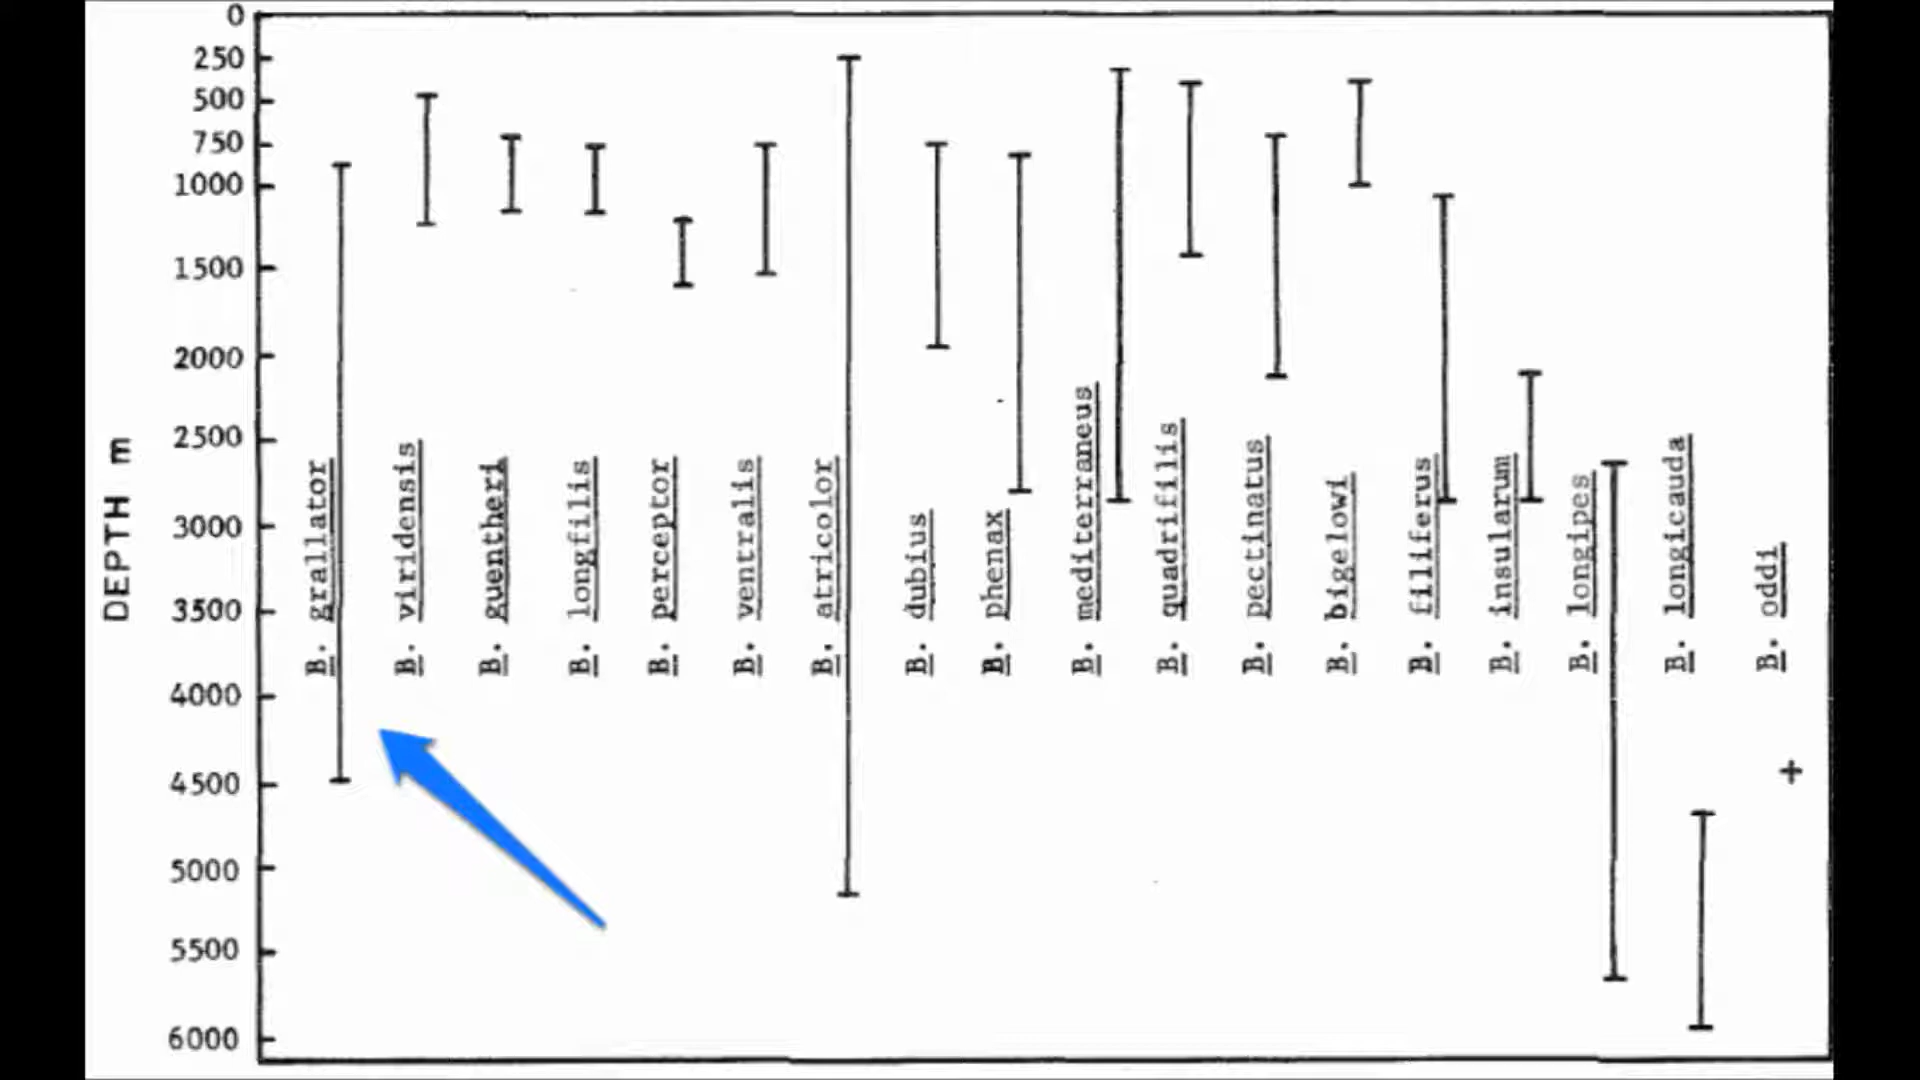 0
250
500
750
1000
1500
2000
2500
3000
3500
4000
4500
5000
5500
6000
DEPTH m
B. grallator
B. viridensis
B. guentheri
B. longfilis
B. perceptor
B. ventralis
B. atricolor
B. dubius
B. phenax
B. mediterraneus
B. quadrifilis
B. pectinatus
B. bigelowi
B. filiferus
B. insularum
B. longipes
B. longicauda
B. oddi